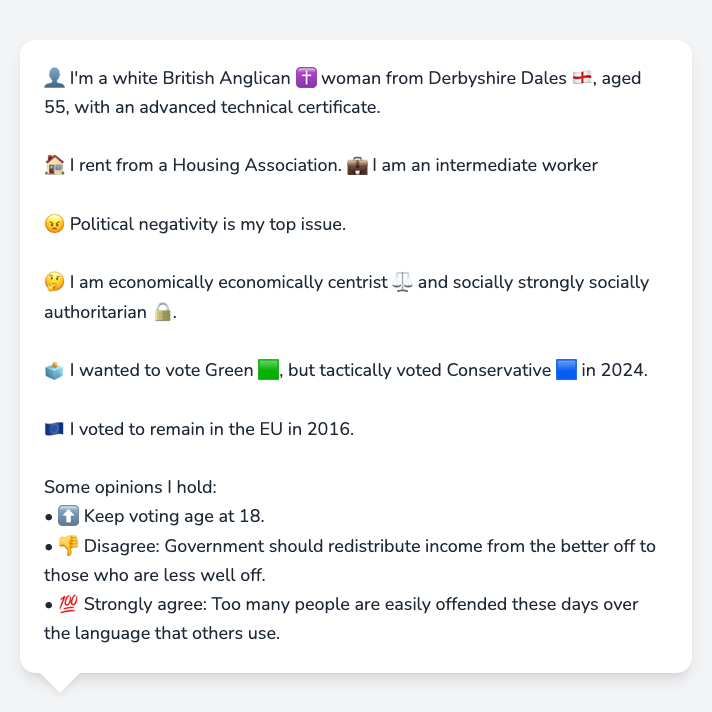 👤 I'm a white British Anglican ✝️ woman from Derbyshire Dales 🏴󠁧󠁢󠁥󠁮󠁧󠁿, aged
55, with an advanced technical certificate.
🏠 I rent from a Housing Association. 💼 I am an intermediate worker
😠 Political negativity is my top issue.
🤔 I am economically economically centrist ⚖️ and socially strongly socially
authoritarian 🔒.
🗳️ I wanted to vote Green 🟩, but tactically voted Conservative 🟦 in 2024.
🇪🇺 I voted to remain in the EU in 2016.
Some opinions I hold:
• ⬆️ Keep voting age at 18.
• 👎 Disagree: Government should redistribute income from the better off to
those who are less well off.
• 💯 Strongly agree: Too many people are easily offended these days over
the language that others use.